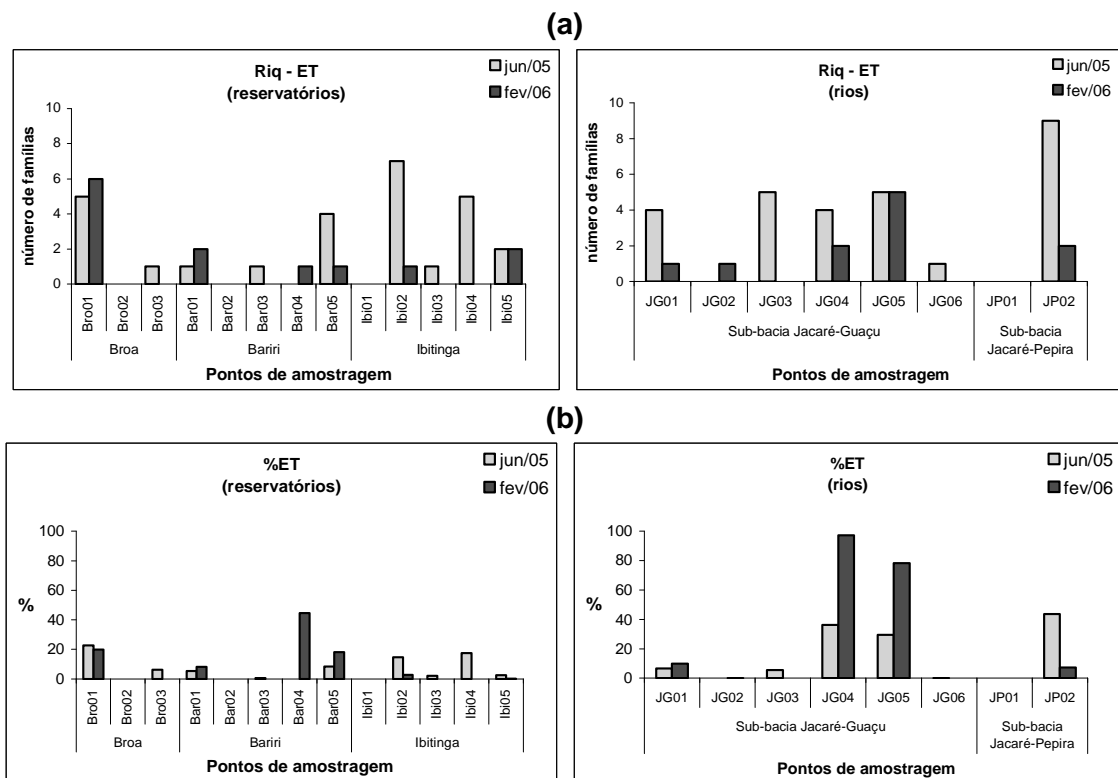 (a)
Riq - ET
(reservatórios)
jun/05
fev/06
número de famílias
10
8
6
4
2
0
Bro01 Bro02 Bro03 Bar01 Bar02 Bar03 Bar04 Bar05 Ibi01 Ibi02 Ibi03 Ibi04 Ibi05
Broa Bariri Ibitinga
Pontos de amostragem
Riq - ET
(rios)
jun/05
fev/06
número de famílias
10
8
6
4
2
0
JG01 JG02 JG03 JG04 JG05 JG06 JP01 JP02
Sub-bacia Jacaré-Guaçu Sub-bacia
Jacaré-Pepira
Pontos de amostragem
(b)
%ET
(reservatórios)
jun/05
fev/06
%
100
80
60
40
20
0
Bro01 Bro02 Bro03 Bar01 Bar02 Bar03 Bar04 Bar05 Ibi01 Ibi02 Ibi03 Ibi04 Ibi05
Broa Bariri Ibitinga
Pontos de amostragem
%ET
(rios)
jun/05
fev/06
%
100
80
60
40
20
0
JG01 JG02 JG03 JG04 JG05 JG06 JP01 JP02
Sub-bacia Jacaré-Guaçu Sub-bacia
Jacaré-Pepira
Pontos de amostragem